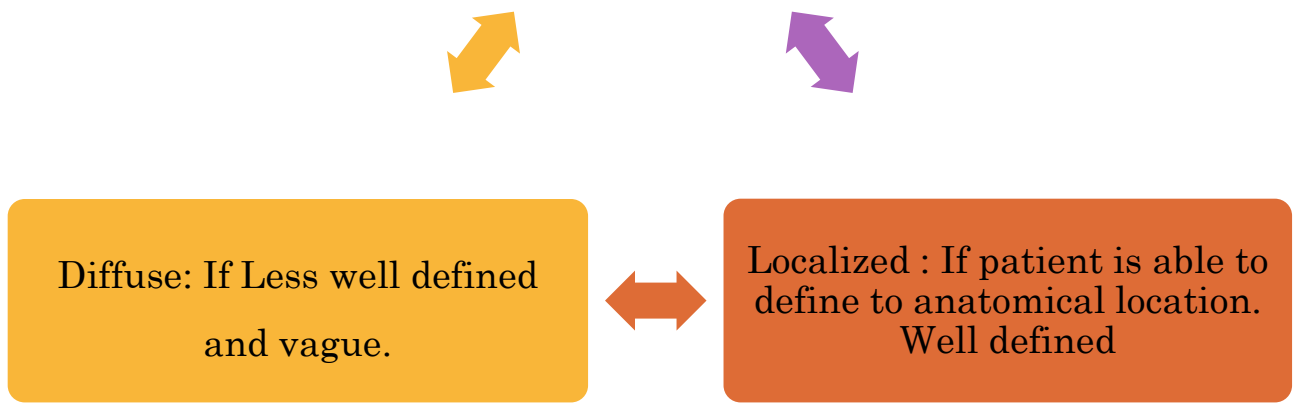 Diffuse: If Less well defined
and vague.
Localized : If patient is able to
define to anatomical location.
Well defined